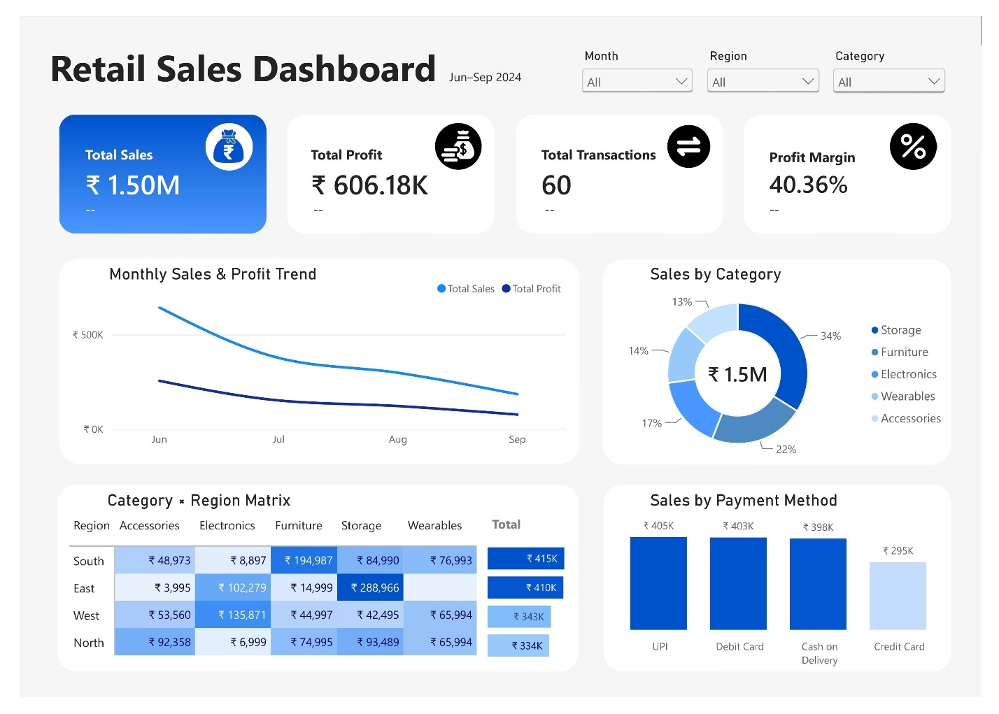 Retail Sales Dashboard Jun–Sep 2024
Month Region Category
All All All
Total Sales
₹ 1.50M
--
Total Profit
₹ 606.18K
--
Total Transactions
60
--
Profit Margin
40.36%
--
Monthly Sales & Profit Trend
Total Sales Total Profit
₹ 500K
₹ 0K
Jun Jul Aug Sep
Sales by Category
13%
34%
14%
₹ 1.5M
17%
22%
Storage
Furniture
Electronics
Wearables
Accessories
Category × Region Matrix
Region Accessories Electronics Furniture Storage Wearables Total
South ₹ 48,973 ₹ 8,897 ₹ 194,987 ₹ 84,990 ₹ 76,993 ₹ 415K
East ₹ 3,995 ₹ 102,279 ₹ 14,999 ₹ 288,966 ₹ 410K
West ₹ 53,560 ₹ 135,871 ₹ 44,997 ₹ 42,495 ₹ 65,994 ₹ 343K
North ₹ 92,358 ₹ 6,999 ₹ 74,995 ₹ 93,489 ₹ 65,994 ₹ 334K
Sales by Payment Method
₹ 405K ₹ 403K ₹ 398K ₹ 295K
UPI Debit Card Cash on Credit Card
Delivery